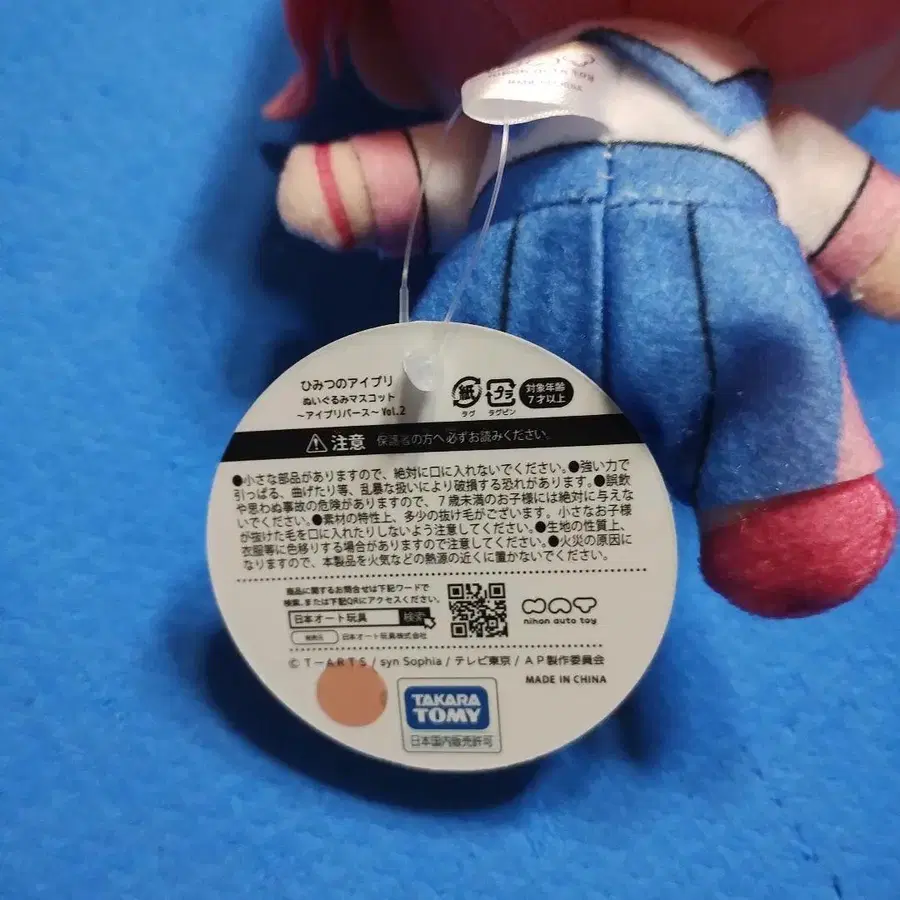 ひみつのアイプリ
ぬいぐるみマスコット
～アイプリバース～ Vol.2
紙
タグ
プラ
タグピン
対象年齢
7才以上
注意 保護者の方へ必ずお読みください。
●小さな部品がありますので、絶対に口に入れないでください。●強い力で
引っぱる、曲げたり等、乱暴な扱いにより破損する恐れがあります。●誤飲
や思わぬ事故の危険がありますので、7歳未満のお子様には絶対に与えな
いでください。●素材の特性上、多少の抜け毛がございます。小さなお子様
が抜けた毛を口に入れたりしないよう注意してください。●生地の性質上、
衣服等に色移りする場合がありますので注意してください。●火災の原因に
なりますので、本製品を火気などの熱源の近くに置かないでください。
商品に関するお問合せは下記ワードで
検索、または下記QRにアクセスください。
日本オート玩具 検索
発売元 日本オート玩具株式会社
nihon auto toy
© T-ARTS / syn Sophia / テレビ東京 / AP製作委員会
MADE IN CHINA
TAKARA
TOMY
日本国内販売許可